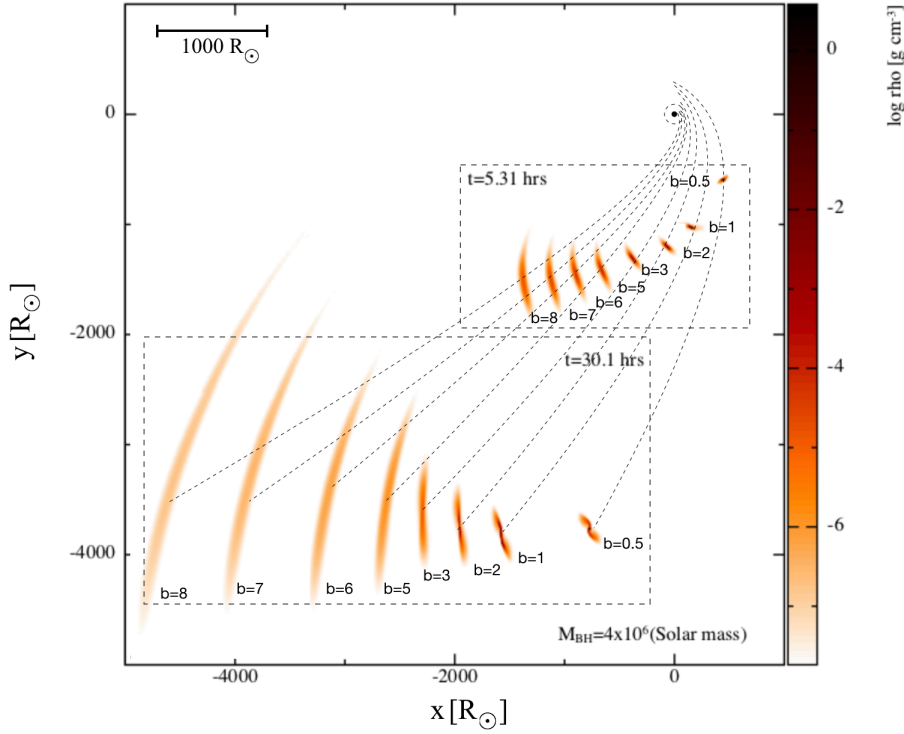 1000 R☉
0
-2000
-4000
y [R☉]
-4000
-2000
0
x [R☉]
t=5.31 hrs
b=0.5
b=1
b=2
b=3
b=5
b=6
b=7
b=8
t=30.1 hrs
b=8
b=7
b=6
b=5
b=3
b=2
b=1
b=0.5
M_BH=4x10⁶(Solar mass)
0
-2
-4
-6
log rho [g cm⁻³]